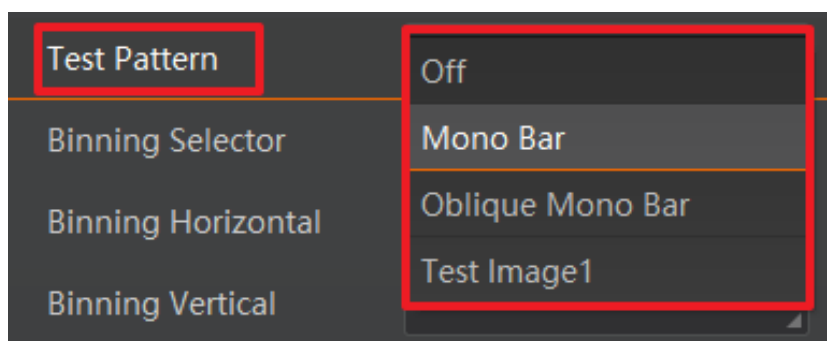 Test Pattern
Off
Binning Selector
Mono Bar
Binning Horizontal
Oblique Mono Bar
Binning Vertical
Test Image1